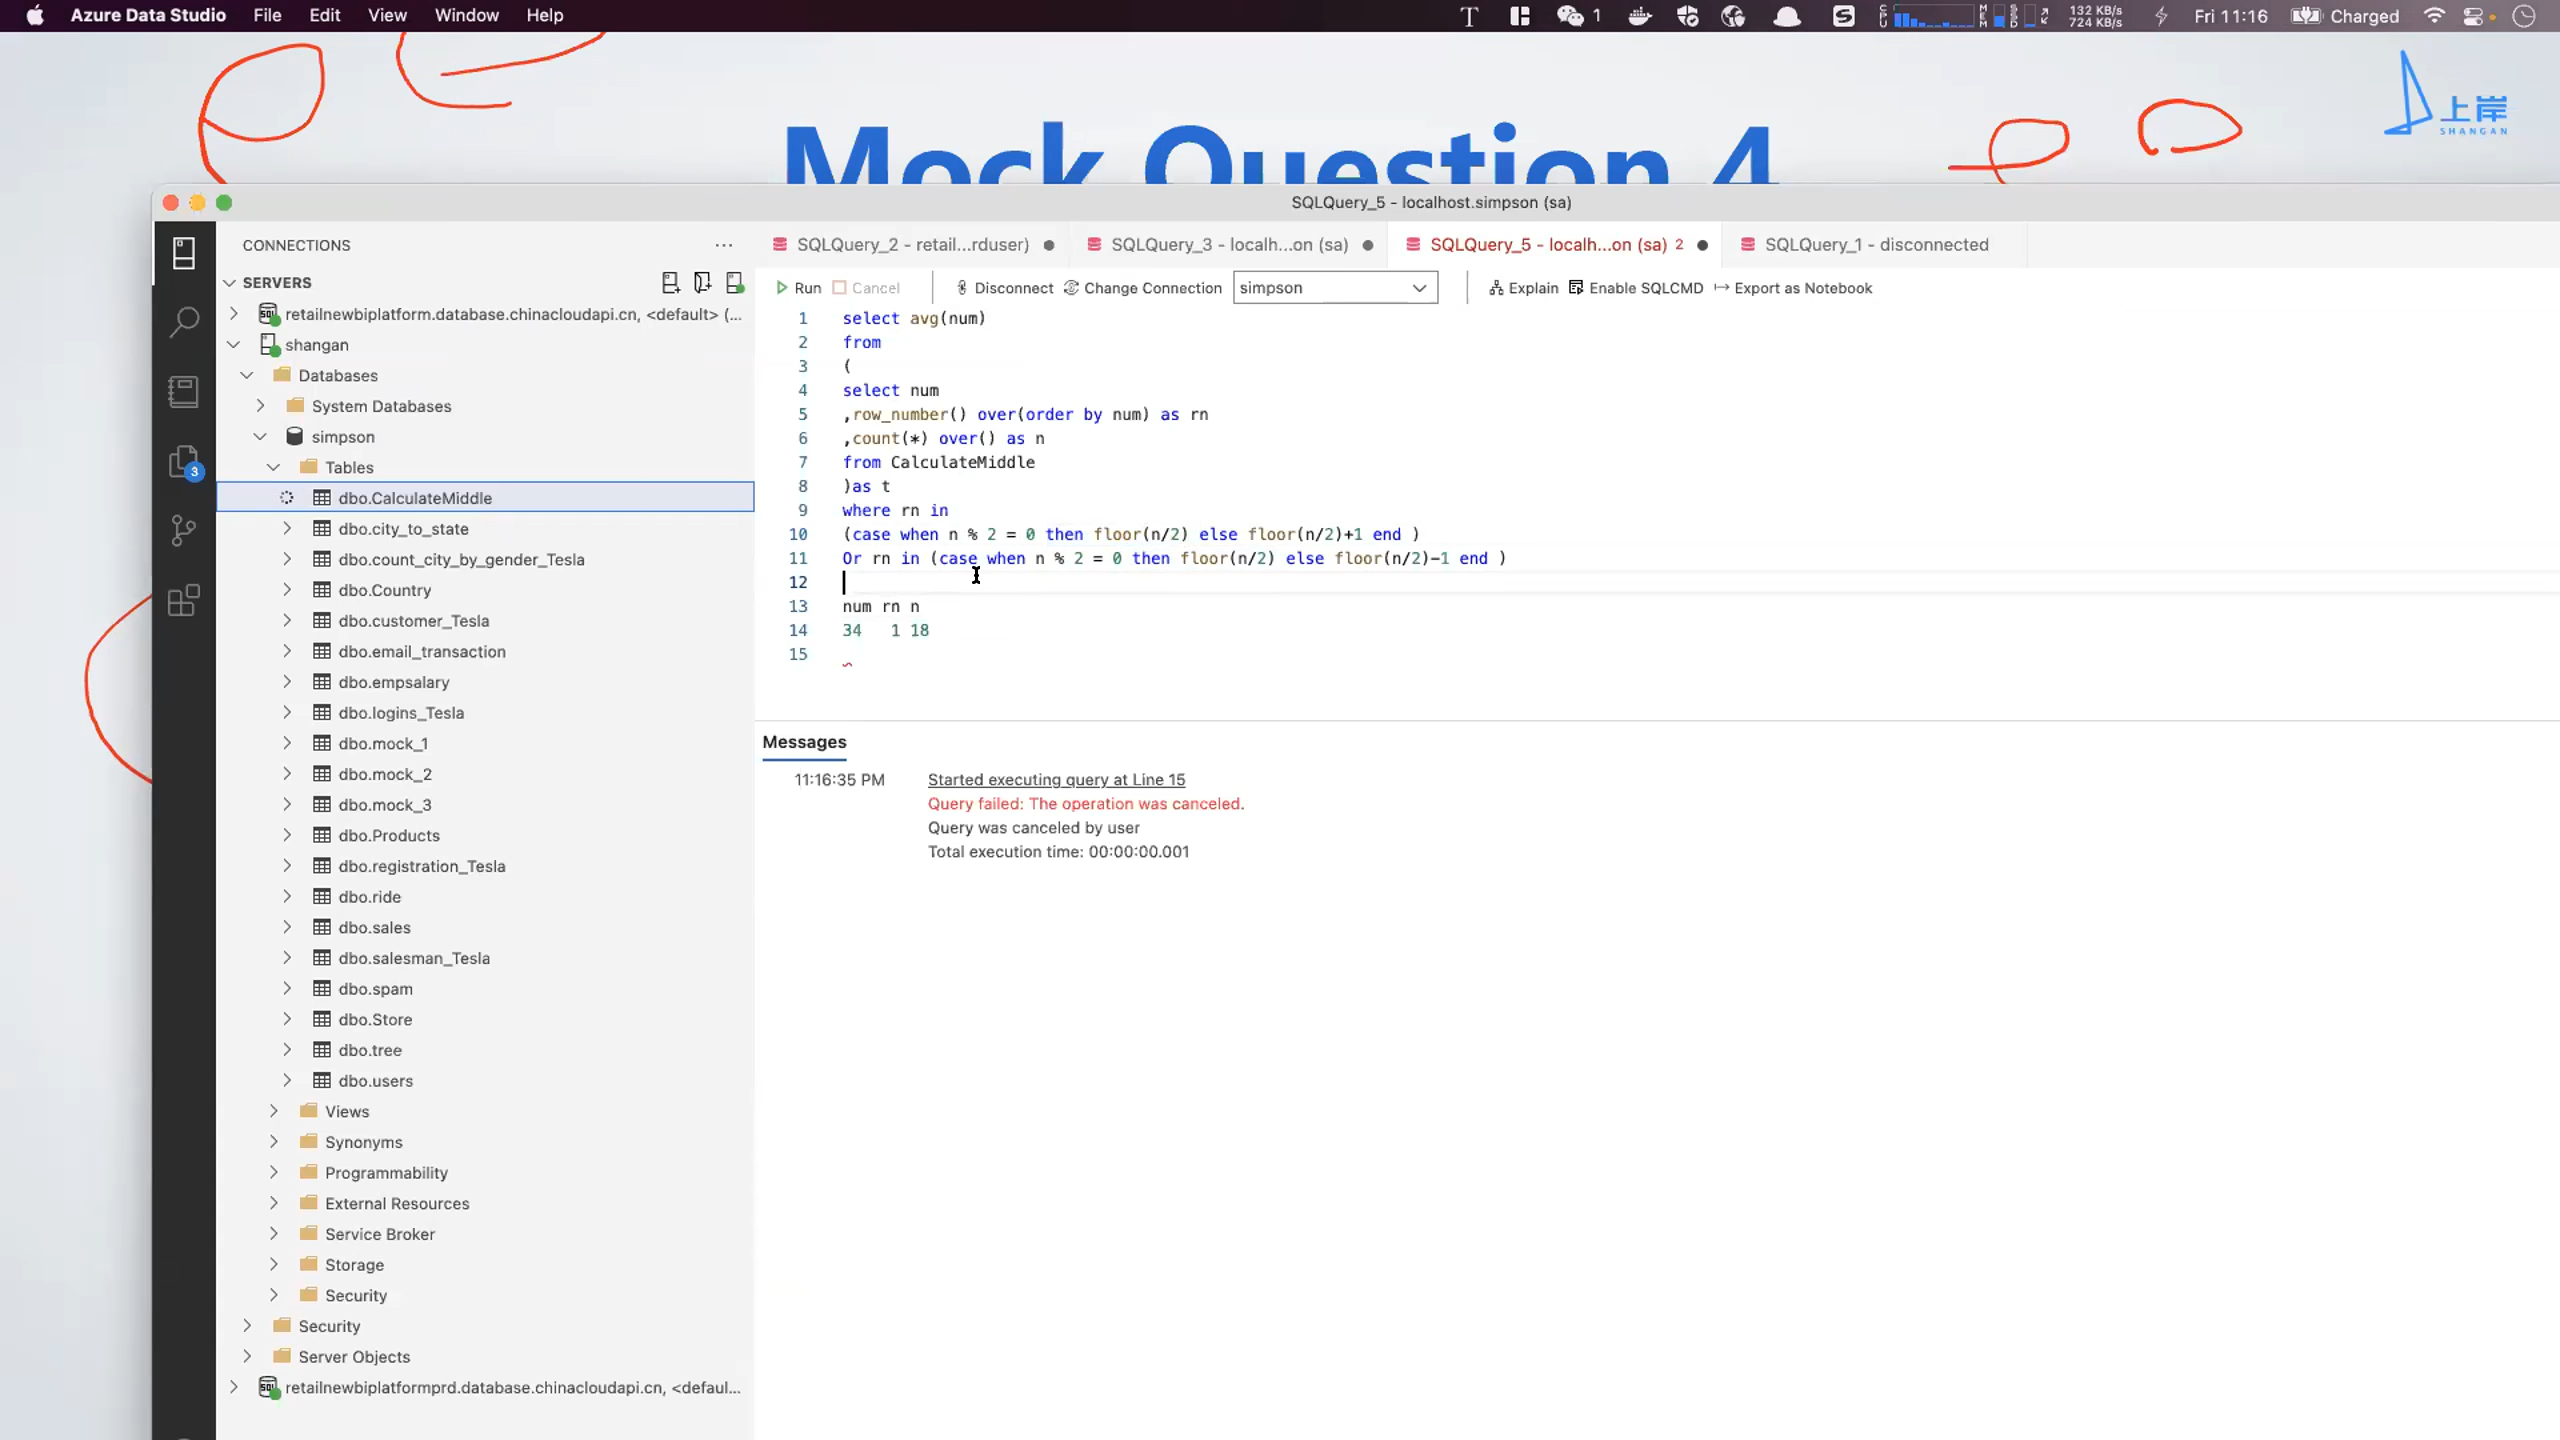 Azure Data Studio File Edit View Window Help
1
132 KB/s
724 KB/s
Fri 11:16
Charged
上岸
SHANGAN
Mock Question 4
SQLQuery_5 - localhost.simpson (sa)
CONNECTIONS
SERVERS
retailnewbiplatform.database.chinacloudapi.cn, <default> (...
shangan
Databases
System Databases
simpson
Tables
dbo.CalculateMiddle
dbo.city_to_state
dbo.count_city_by_gender_Tesla
dbo.Country
dbo.customer_Tesla
dbo.email_transaction
dbo.empsalary
dbo.logins_Tesla
dbo.mock_1
dbo.mock_2
dbo.mock_3
dbo.Products
dbo.registration_Tesla
dbo.ride
dbo.sales
dbo.salesman_Tesla
dbo.spam
dbo.Store
dbo.tree
dbo.users
Views
Synonyms
Programmability
External Resources
Service Broker
Storage
Security
Security
Server Objects
retailnewbiplatformprd.database.chinacloudapi.cn, <defaul...
3
SQLQuery_2 - retail...rduser)
SQLQuery_3 - localh...on (sa)
SQLQuery_5 - localh...on (sa) 2
SQLQuery_1 - disconnected
Run Cancel Disconnect Change Connection simpson Explain Enable SQLCMD Export as Notebook
1 select avg(num)
2 from
3 (
4 select num
5 ,row_number() over(order by num) as rn
6 ,count(*) over() as n
7 from CalculateMiddle
8 )as t
9 where rn in
10 (case when n % 2 = 0 then floor(n/2) else floor(n/2)+1 end )
11 Or rn in (case when n % 2 = 0 then floor(n/2) else floor(n/2)-1 end )
12
13 num rn n
14 34 1 18
15
Messages
11:16:35 PM Started executing query at Line 15
Query failed: The operation was canceled.
Query was canceled by user
Total execution time: 00:00:00.001